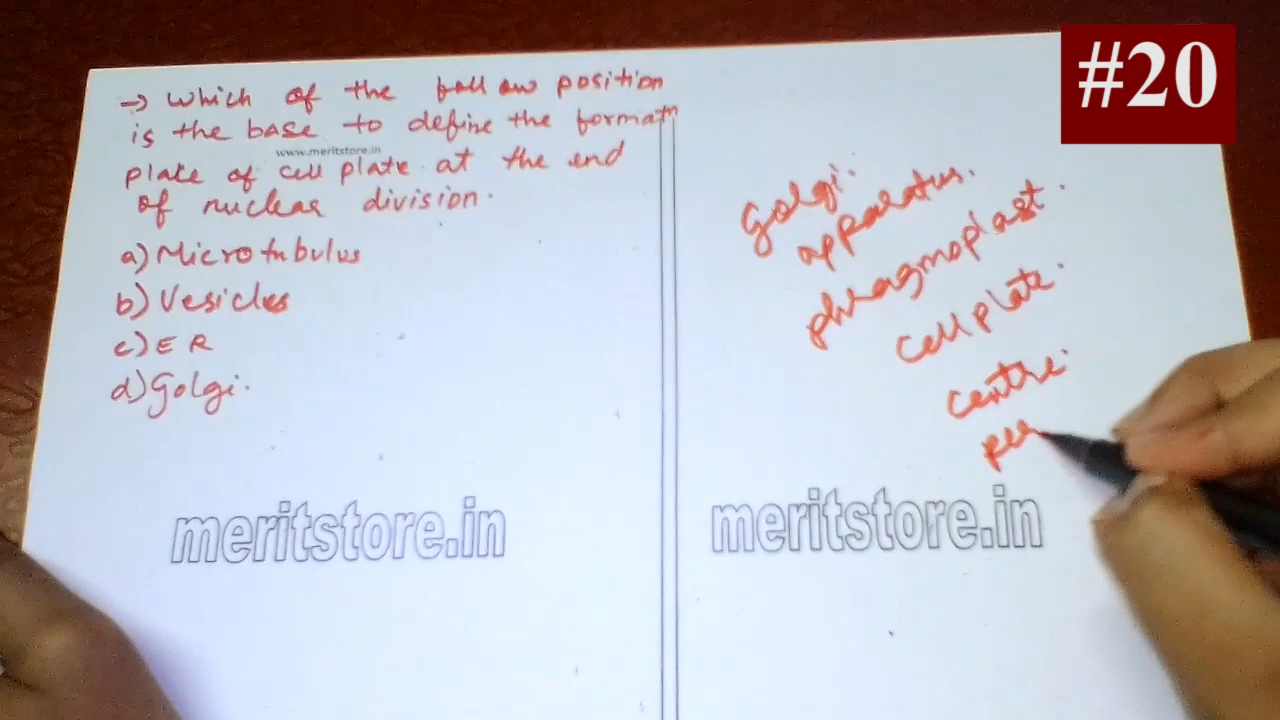 #20
→ Which of the follow position
is the base to define the formatn
www.meritstore.in
place of cell plate at the end
of nuclear division.
a) Microtubulus
b) Vesicles
c) ER
d) Golgi.
Golgi
apparatus.
phragmoplast.
cell plate.
centre.
meritstore.in
meritstore.in